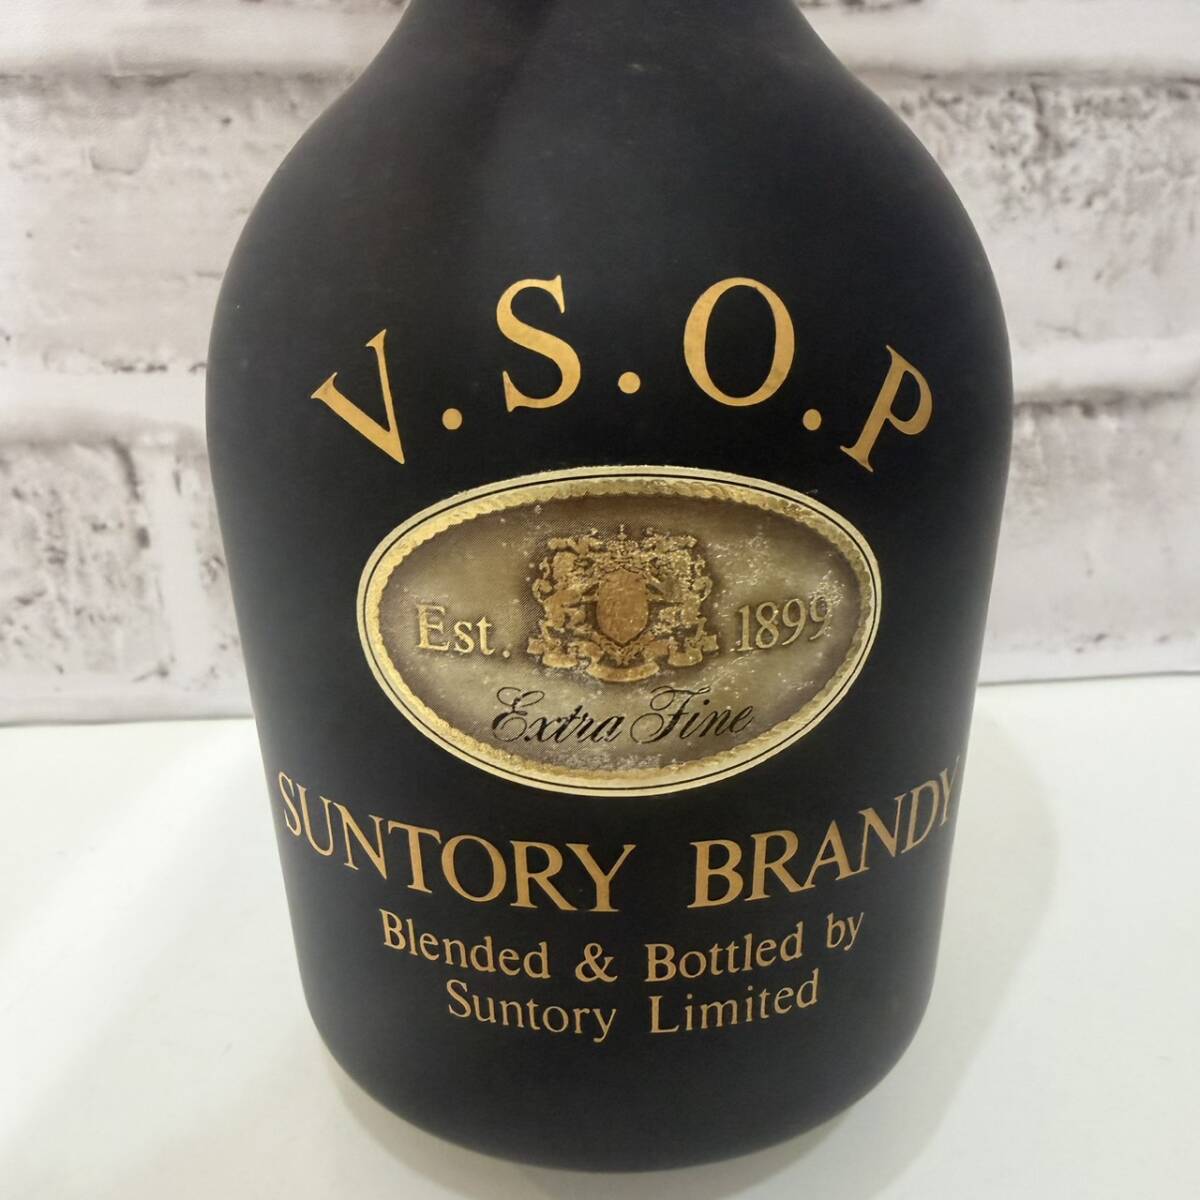 V.S.O.P
Est. 1899
Extra Fine
SUNTORY BRANDY
Blended & Bottled by
Suntory Limited